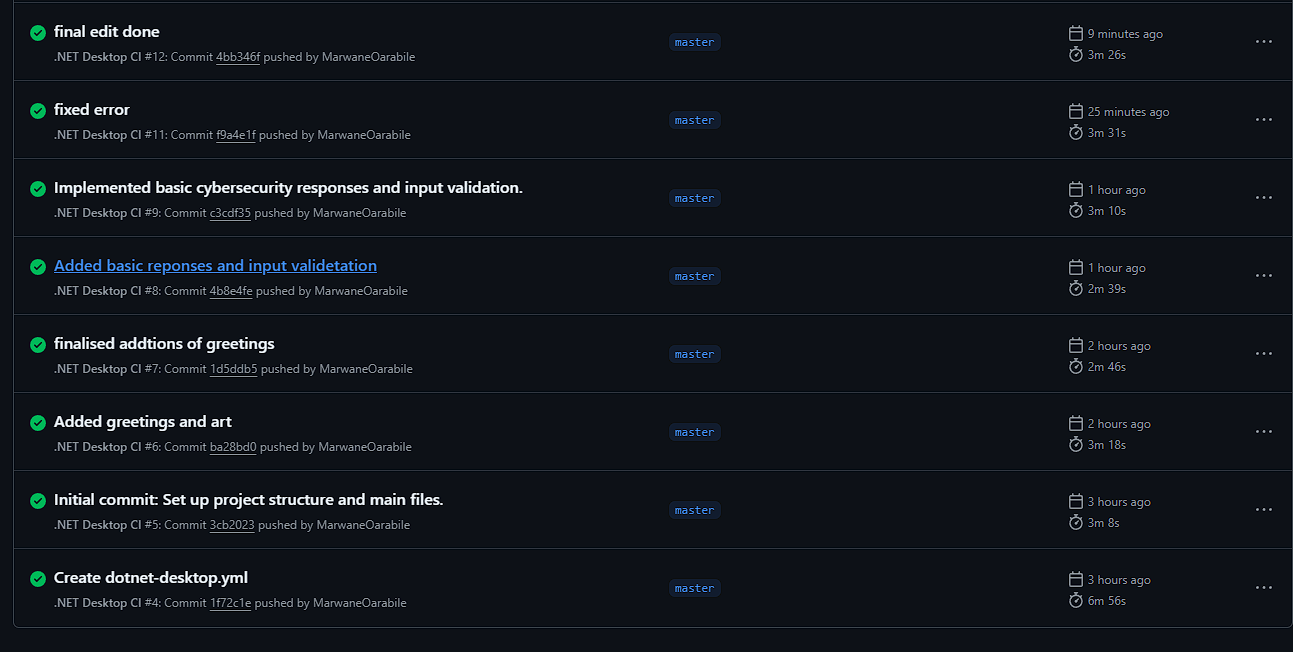 final edit done
master
9 minutes ago
.NET Desktop CI #12: Commit 4bb346f pushed by MarwaneOarabile
3m 26s
fixed error
master
25 minutes ago
.NET Desktop CI #11: Commit f9a4e1f pushed by MarwaneOarabile
3m 31s
Implemented basic cybersecurity responses and input validation.
master
1 hour ago
.NET Desktop CI #9: Commit c3cdf35 pushed by MarwaneOarabile
3m 10s
Added basic reponses and input validetation
master
1 hour ago
.NET Desktop CI #8: Commit 4b8e4fe pushed by MarwaneOarabile
2m 39s
finalised addtions of greetings
master
2 hours ago
.NET Desktop CI #7: Commit 1d5ddb5 pushed by MarwaneOarabile
2m 46s
Added greetings and art
master
2 hours ago
.NET Desktop CI #6: Commit ba28bd0 pushed by MarwaneOarabile
3m 18s
Initial commit: Set up project structure and main files.
master
3 hours ago
.NET Desktop CI #5: Commit 3cb2023 pushed by MarwaneOarabile
3m 8s
Create dotnet-desktop.yml
master
3 hours ago
.NET Desktop CI #4: Commit 1f72c1e pushed by MarwaneOarabile
6m 56s